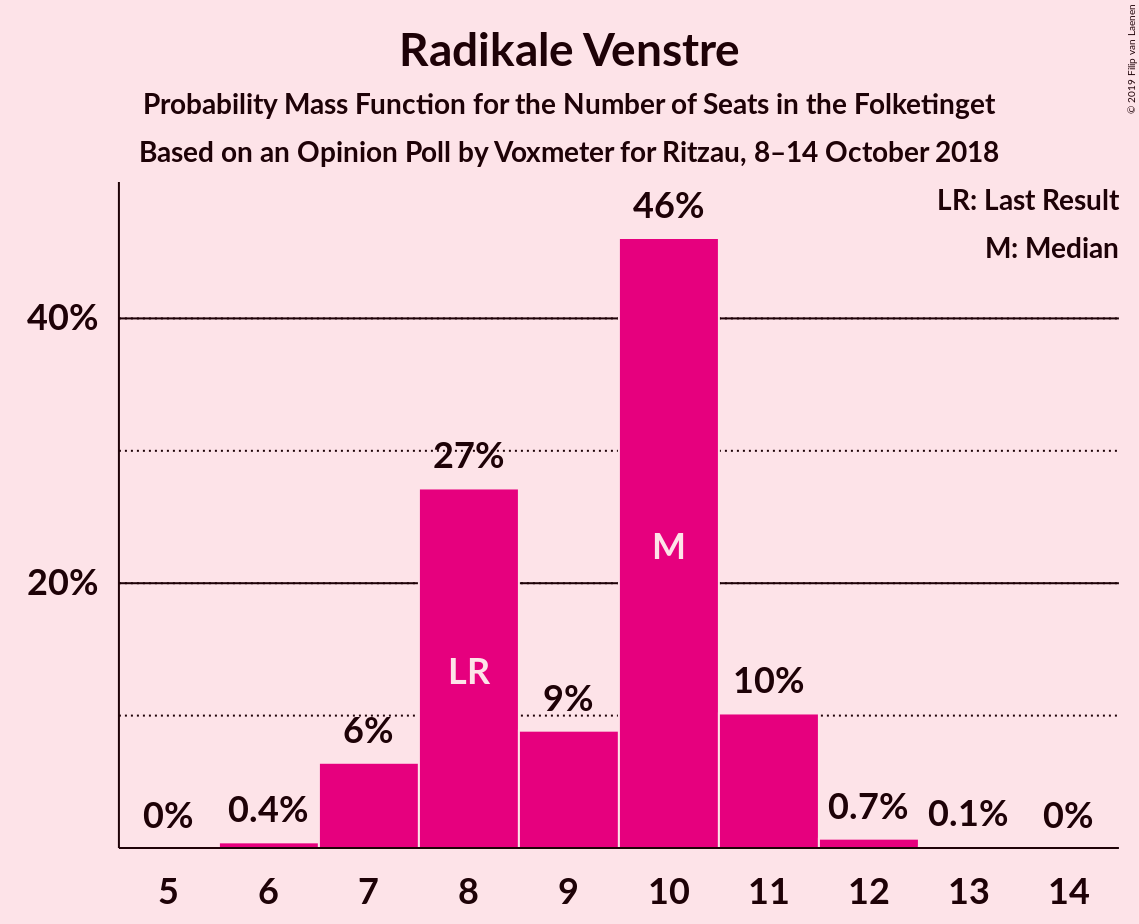 © 2019 Filip van Laenen
Radikale Venstre
Probability Mass Function for the Number of Seats in the Folketinget
Based on an Opinion Poll by Voxmeter for Ritzau, 8–14 October 2018
LR: Last Result
M: Median
40%
20%
0%
0.4%
6%
27%
9%
46%
10%
0.7%
0.1%
0%
LR
M
5 6 7 8 9 10 11 12 13 14